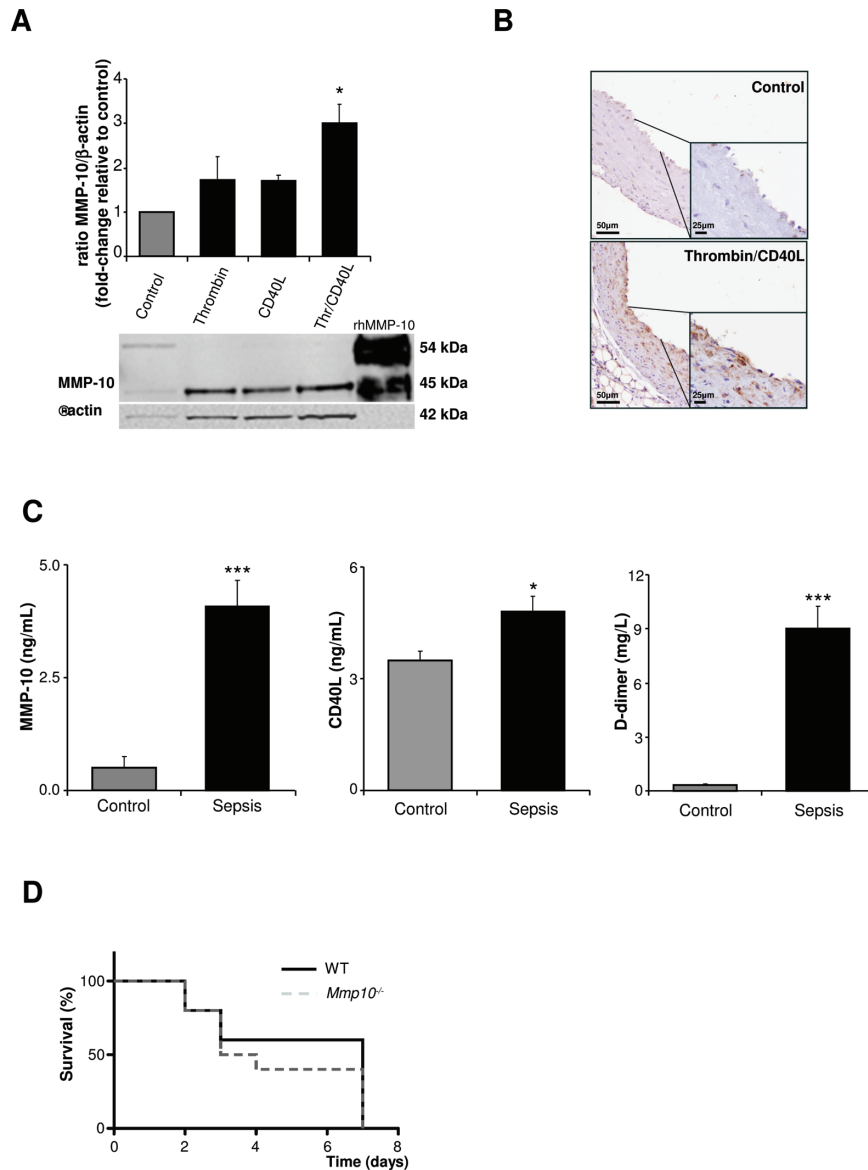 A
ratio MMP-10/β-actin
(fold-change relative to control)
4
3
2
1
0
*
Control
Thrombin
CD40L
Thr/CD40L
rhMMP-10
54 kDa
MMP-10
45 kDa
®actin
42 kDa
B
Control
50µm
25µm
Thrombin/CD40L
50µm
25µm
C
MMP-10 (ng/mL)
5.0
2.5
0.0
***
Control
Sepsis
CD40L (ng/mL)
6
3
0
*
Control
Sepsis
D-dimer (mg/L)
12
9
6
3
0
***
Control
Sepsis
D
Survival (%)
100
50
0
WT
Mmp10-/-
0 2 4 6 8
Time (days)